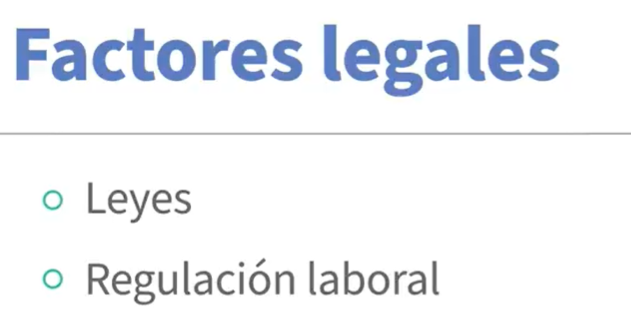 Factores legales
Leyes
Regulación laboral